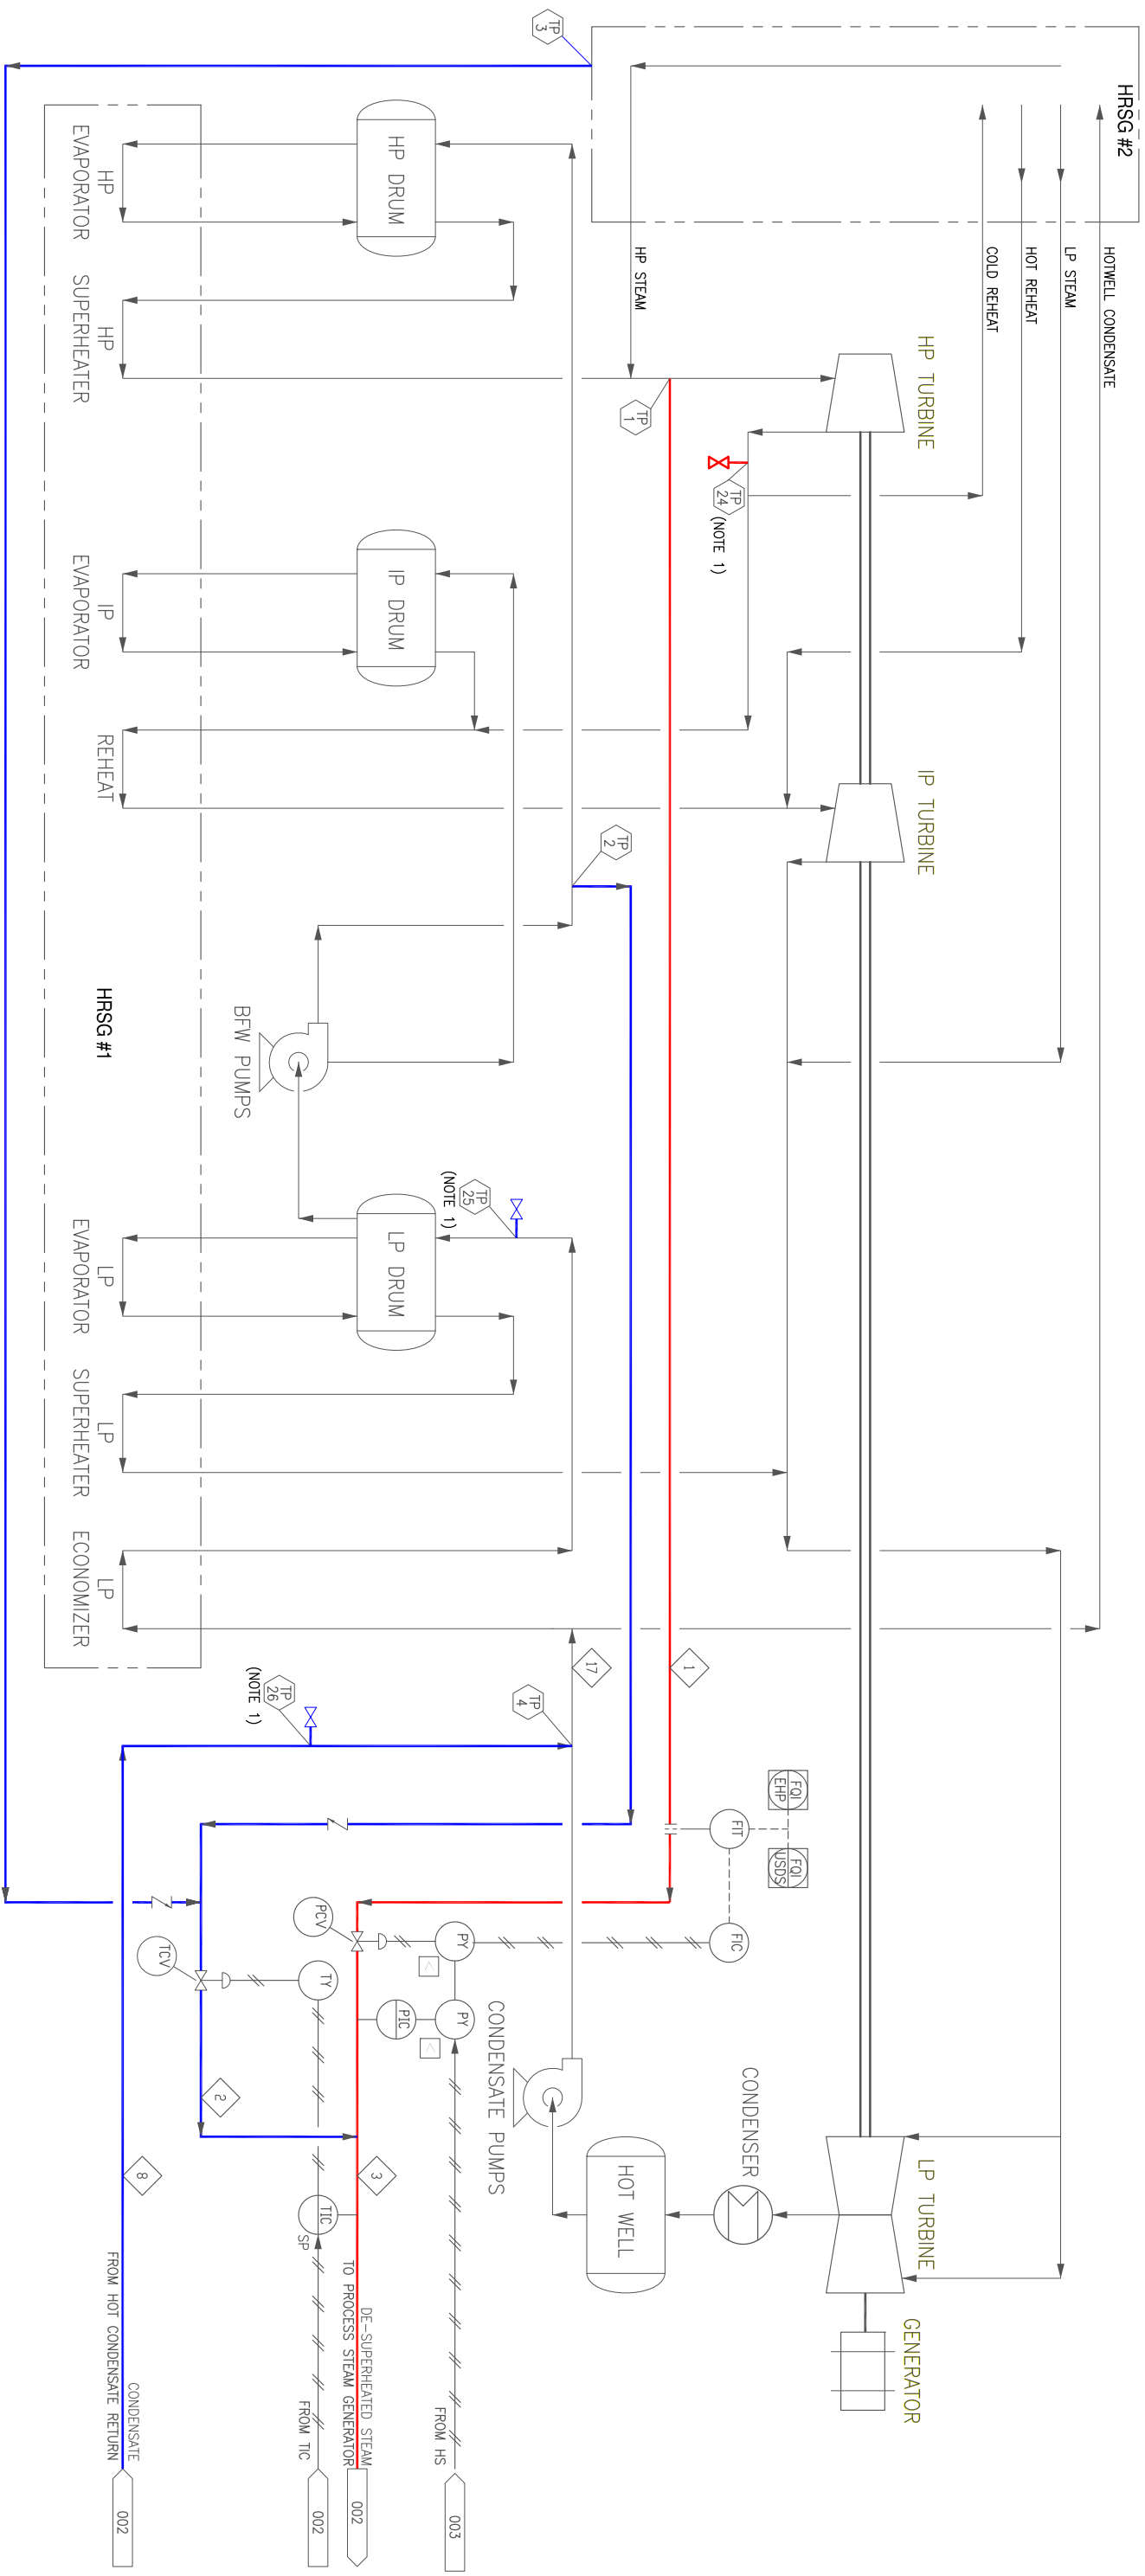 HRSG #2
HOTWELL CONDENSATE
LP STEAM
HOT REHEAT
COLD REHEAT
HP STEAM
TP
3
HP TURBINE
IP TURBINE
LP TURBINE
GENERATOR
TP
1
TP
24
(NOTE 1)
TP
2
HP DRUM
IP DRUM
LP DRUM
TP
25
(NOTE 1)
BFW PUMPS
HP
EVAPORATOR
HP
SUPERHEATER
IP
EVAPORATOR
REHEAT
HRSG #1
LP
EVAPORATOR
LP
SUPERHEATER
LP
ECONOMIZER
1
17
TP
4
TP
26
(NOTE 1)
FQI
EHP
FQI
USDS
FIT
FIC
PY
<
PY
<
PIC
PCV
TY
TCV
TIC
SP
CONDENSER
HOT WELL
CONDENSATE PUMPS
2
3
8
FROM HS
003
DE-SUPERHEATED STEAM
TO PROCESS STEAM GENERATOR
002
FROM TIC
002
CONDENSATE
FROM HOT CONDENSATE RETURN
002